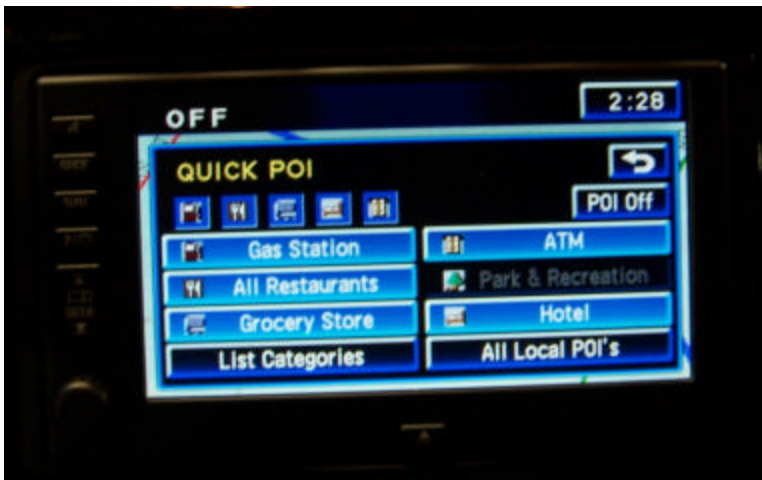 OFF
2:28
QUICK POI
POI Off
Gas Station
ATM
All Restaurants
Park & Recreation
Grocery Store
Hotel
List Categories
All Local POI's